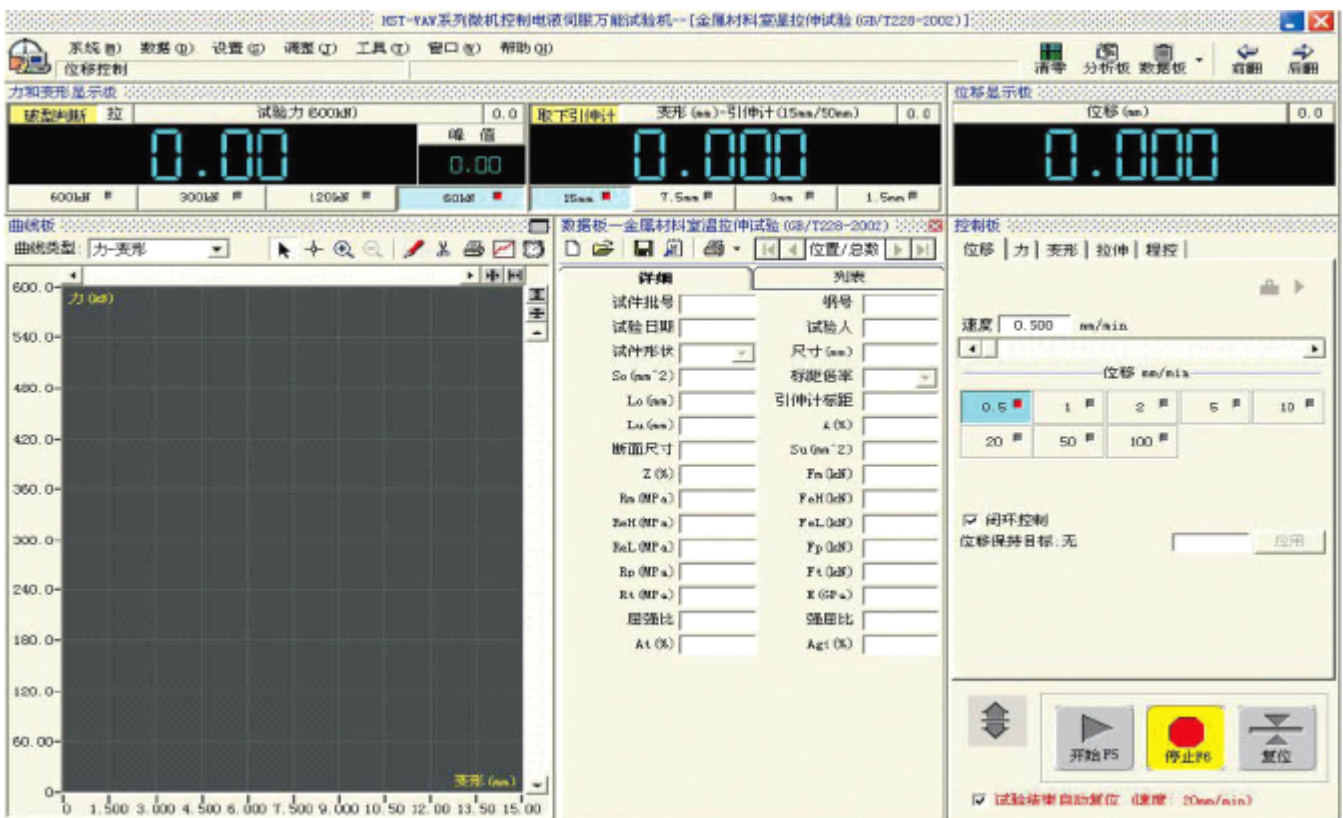 HST-WAW系列微机控制电液伺服万能试验机--[金属材料室温拉伸试验(GB/T228-2002)]
系统 数据(D) 设置 调整 工具(T) 窗口 帮助
位移控制
清零 分析板 数据板 前翻 后翻
力和变形显示板
破型判断 拉 试验力(600kN) 0.0
峰 值
0.00 0.00
600kN 300kN 120kN 60kN
取下引伸计 变形(mm)-引伸计(15mm/50mm) 0.0
0.000
15mm 7.5mm 3mm 1.5mm
位移显示板
位移(mm) 0.0
0.000
曲线板
曲线类型: 力-变形
力(kN)
600.0
540.0
480.0
420.0
360.0
300.0
240.0
180.0
120.0
60.00
0
变形(mm)
0 1.500 3.000 4.500 6.000 7.500 9.000 10.50 12.00 13.50 15.00
数据板—金属材料室温拉伸试验(GB/T228-2002)
位置/总数
详细 列表
试件批号 钢号
试验日期 试验人
试件形状 尺寸(mm)
So(mm^2) 标距倍率
Lo(mm) 引伸计标距
Lu(mm) A(%)
断面尺寸 Su(mm^2)
Z(%) Fm(kN)
Rm(MPa) FeH(kN)
ReH(MPa) FeL(kN)
ReL(MPa) Fp(kN)
Rp(MPa) Ft(kN)
Rt(MPa) E(GPa)
屈强比 强屈比
At(%) Agt(%)
控制板
位移 力 变形 拉伸 程控
速度 0.500 mm/min
位移 mm/min
0.5 1 2 5 10
20 50 100
闭环控制
位移保持目标:无 应用
开始F5 停止F6 复位
试验结束自动复位 (速度: 20mm/min)